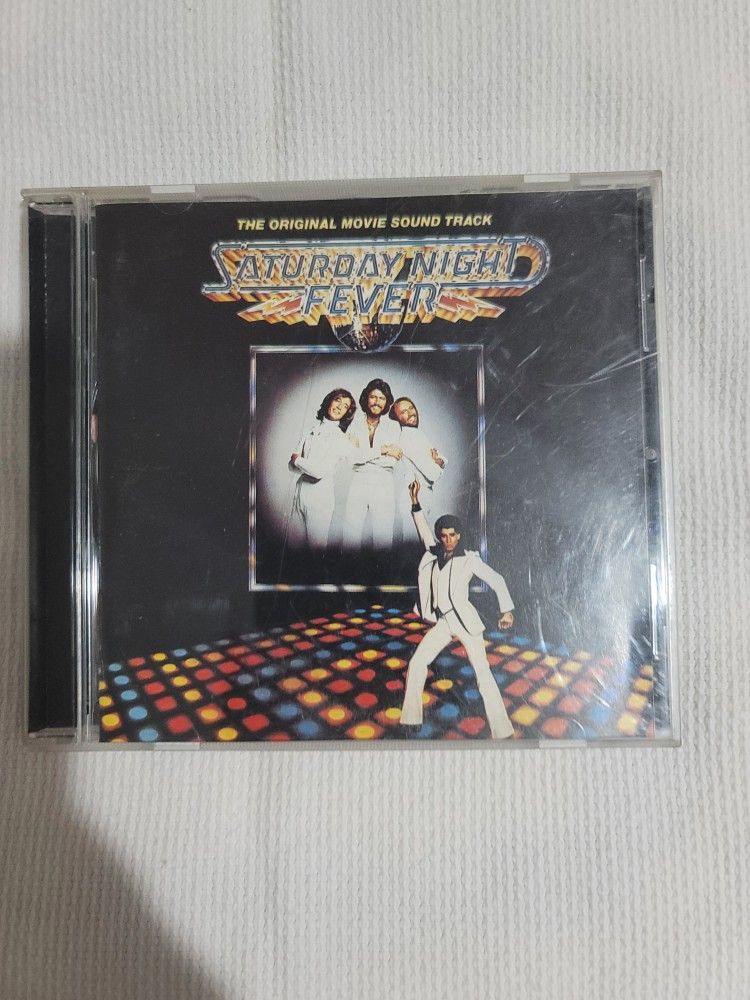 THE ORIGINAL MOVIE SOUND TRACK
SATURDAY NIGHT
FEVER